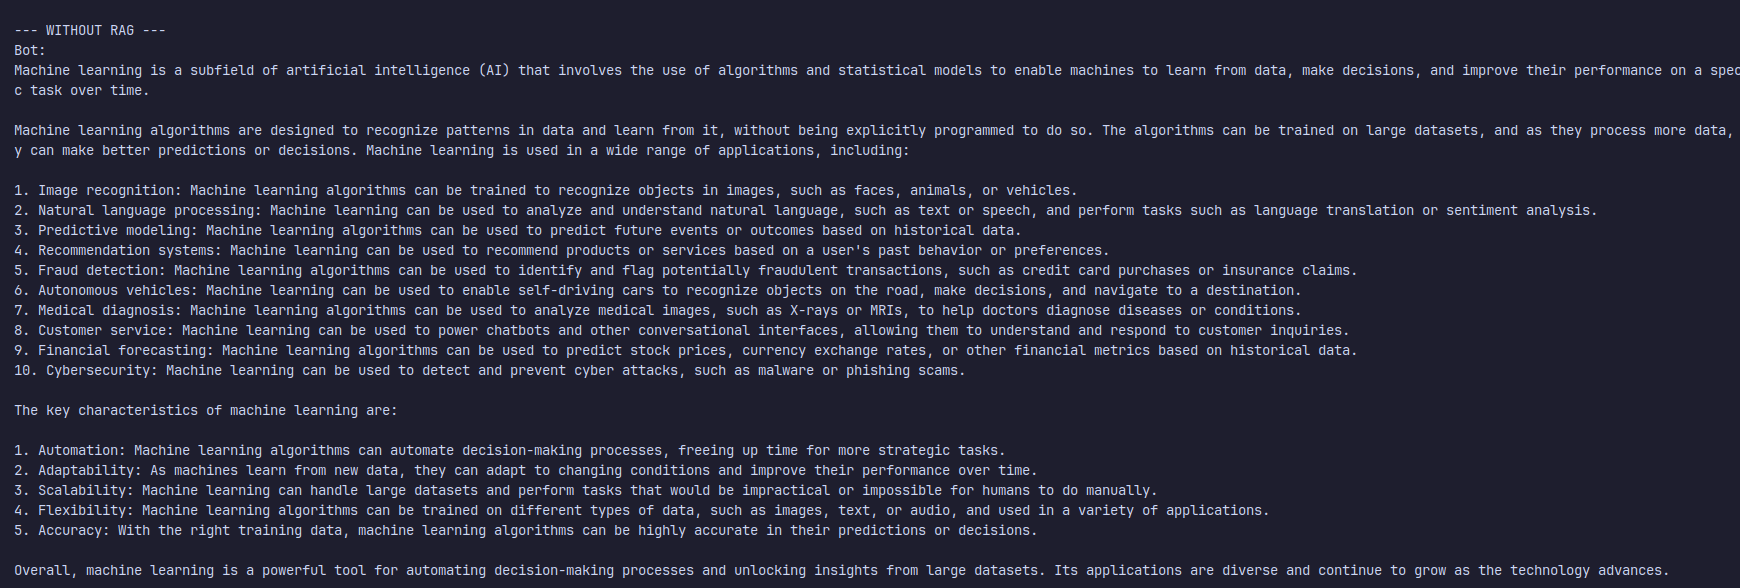 --- WITHOUT RAG ---
Bot:
Machine learning is a subfield of artificial intelligence (AI) that involves the use of algorithms and statistical models to enable machines to learn from data, make decisions, and improve their performance on a spec
c task over time.
Machine learning algorithms are designed to recognize patterns in data and learn from it, without being explicitly programmed to do so. The algorithms can be trained on large datasets, and as they process more data,
y can make better predictions or decisions. Machine learning is used in a wide range of applications, including:
1. Image recognition: Machine learning algorithms can be trained to recognize objects in images, such as faces, animals, or vehicles.
2. Natural language processing: Machine learning can be used to analyze and understand natural language, such as text or speech, and perform tasks such as language translation or sentiment analysis.
3. Predictive modeling: Machine learning algorithms can be used to predict future events or outcomes based on historical data.
4. Recommendation systems: Machine learning can be used to recommend products or services based on a user's past behavior or preferences.
5. Fraud detection: Machine learning algorithms can be used to identify and flag potentially fraudulent transactions, such as credit card purchases or insurance claims.
6. Autonomous vehicles: Machine learning can be used to enable self-driving cars to recognize objects on the road, make decisions, and navigate to a destination.
7. Medical diagnosis: Machine learning algorithms can be used to analyze medical images, such as X-rays or MRIs, to help doctors diagnose diseases or conditions.
8. Customer service: Machine learning can be used to power chatbots and other conversational interfaces, allowing them to understand and respond to customer inquiries.
9. Financial forecasting: Machine learning algorithms can be used to predict stock prices, currency exchange rates, or other financial metrics based on historical data.
10. Cybersecurity: Machine learning can be used to detect and prevent cyber attacks, such as malware or phishing scams.
The key characteristics of machine learning are:
1. Automation: Machine learning algorithms can automate decision-making processes, freeing up time for more strategic tasks.
2. Adaptability: As machines learn from new data, they can adapt to changing conditions and improve their performance over time.
3. Scalability: Machine learning can handle large datasets and perform tasks that would be impractical or impossible for humans to do manually.
4. Flexibility: Machine learning algorithms can be trained on different types of data, such as images, text, or audio, and used in a variety of applications.
5. Accuracy: With the right training data, machine learning algorithms can be highly accurate in their predictions or decisions.
Overall, machine learning is a powerful tool for automating decision-making processes and unlocking insights from large datasets. Its applications are diverse and continue to grow as the technology advances.